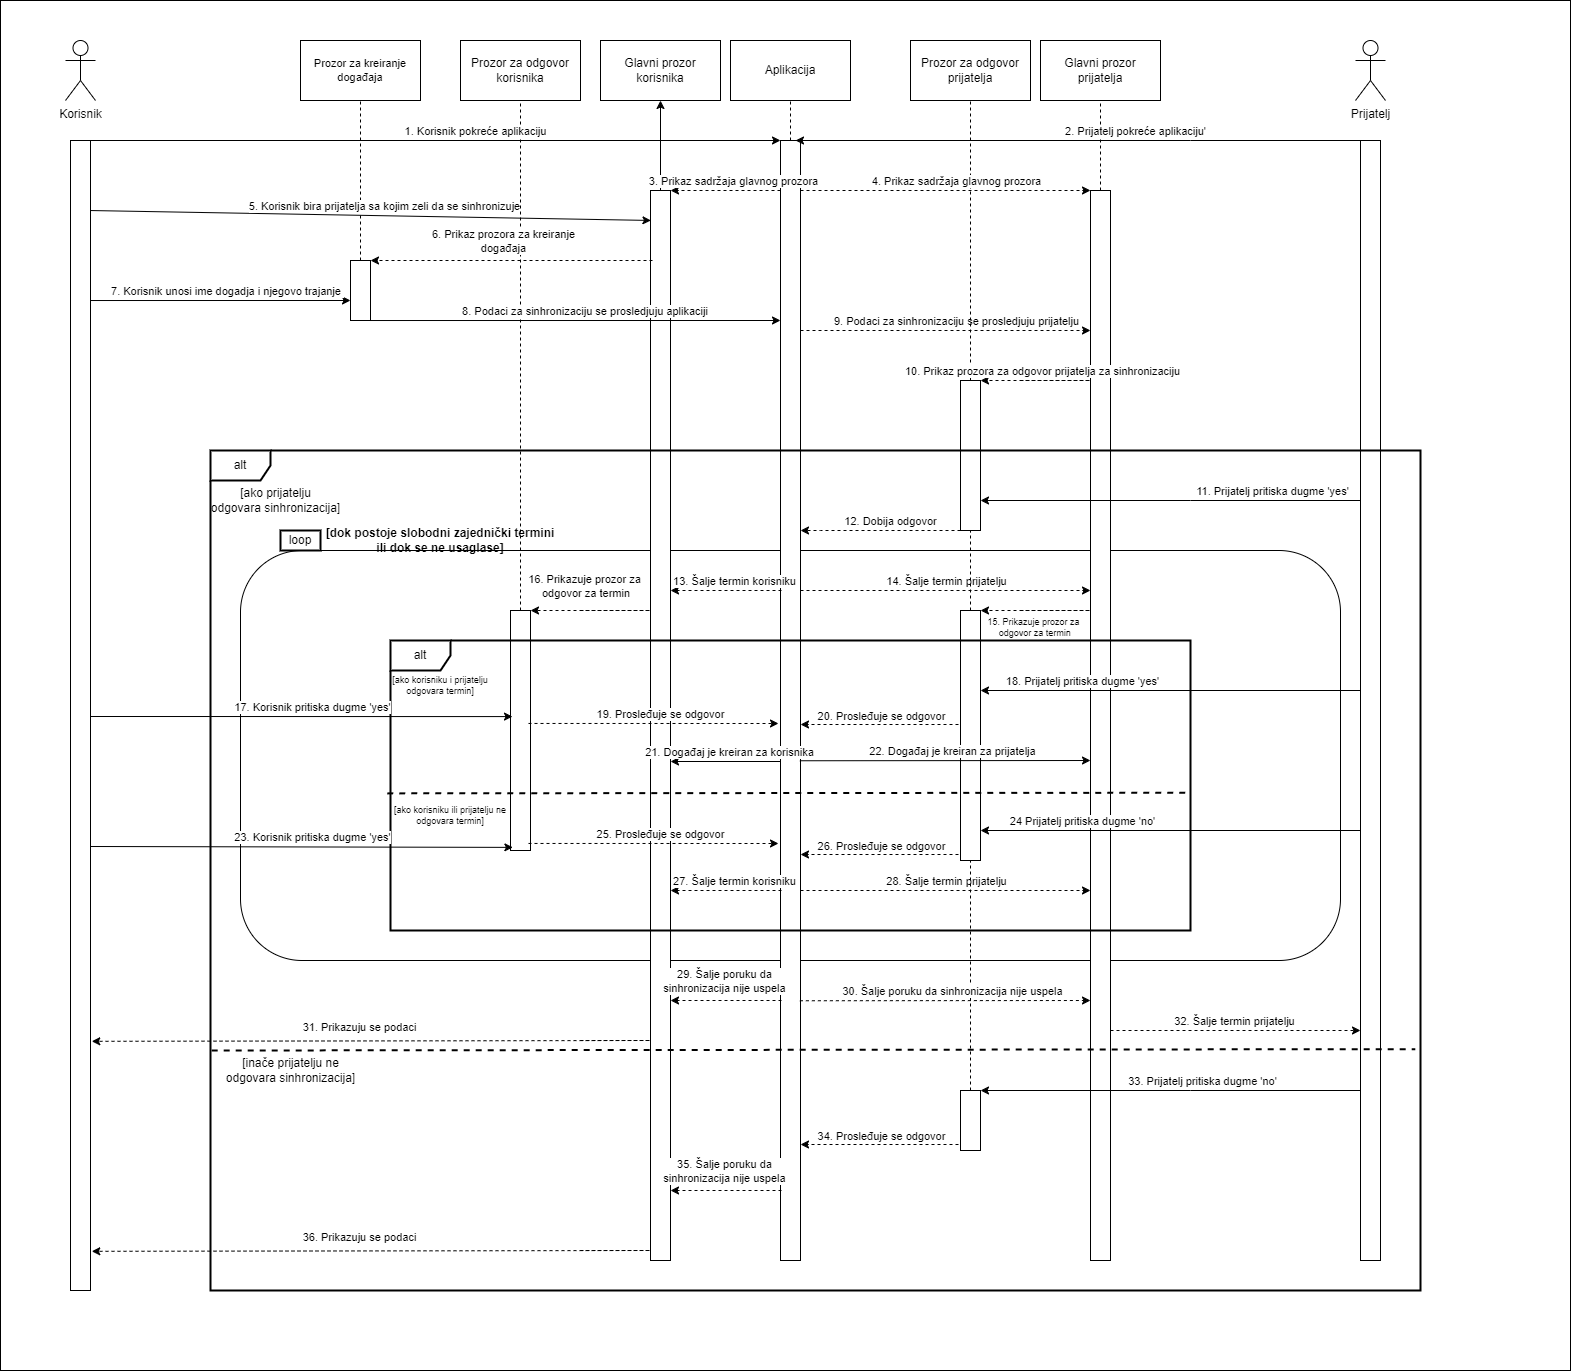 Korisnik
Prozor za kreiranje
događaja
Prozor za odgovor
korisnika
Glavni prozor
korisnika
Aplikacija
Prozor za odgovor
prijatelja
Glavni prozor
prijatelja
Prijatelj
1. Korisnik pokreće aplikaciju
2. Prijatelj pokreće aplikaciju'
3. Prikaz sadržaja glavnog prozora
4. Prikaz sadržaja glavnog prozora
5. Korisnik bira prijatelja sa kojim zeli da se sinhronizuje
6. Prikaz prozora za kreiranje
događaja
7. Korisnik unosi ime dogadja i njegovo trajanje
8. Podaci za sinhronizaciju se prosledjuju aplikaciji
9. Podaci za sinhronizaciju se prosledjuju prijatelju
10. Prikaz prozora za odgovor prijatelja za sinhronizaciju
alt
[ako prijatelju
odgovara sinhronizacija]
11. Prijatelj pritiska dugme 'yes'
12. Dobija odgovor
loop
[dok postoje slobodni zajednički termini
ili dok se ne usaglase]
16. Prikazuje prozor za
odgovor za termin
13. Šalje termin korisniku
14. Šalje termin prijatelju
15. Prikazuje prozor za
odgovor za termin
alt
[ako korisniku i prijatelju
odgovara termin]
18. Prijatelj pritiska dugme 'yes'
17. Korisnik pritiska dugme 'yes'
19. Prosleđuje se odgovor
20. Prosleđuje se odgovor
21. Događaj je kreiran za korisnika
22. Događaj je kreiran za prijatelja
[ako korisniku ili prijatelju ne
odgovara termin]
24 Prijatelj pritiska dugme 'no'
23. Korisnik pritiska dugme 'yes'
25. Prosleđuje se odgovor
26. Prosleđuje se odgovor
27. Šalje termin korisniku
28. Šalje termin prijatelju
29. Šalje poruku da
sinhronizacija nije uspela
30. Šalje poruku da sinhronizacija nije uspela
31. Prikazuju se podaci
32. Šalje termin prijatelju
[inače prijatelju ne
odgovara sinhronizacija]
33. Prijatelj pritiska dugme 'no'
34. Prosleđuje se odgovor
35. Šalje poruku da
sinhronizacija nije uspela
36. Prikazuju se podaci